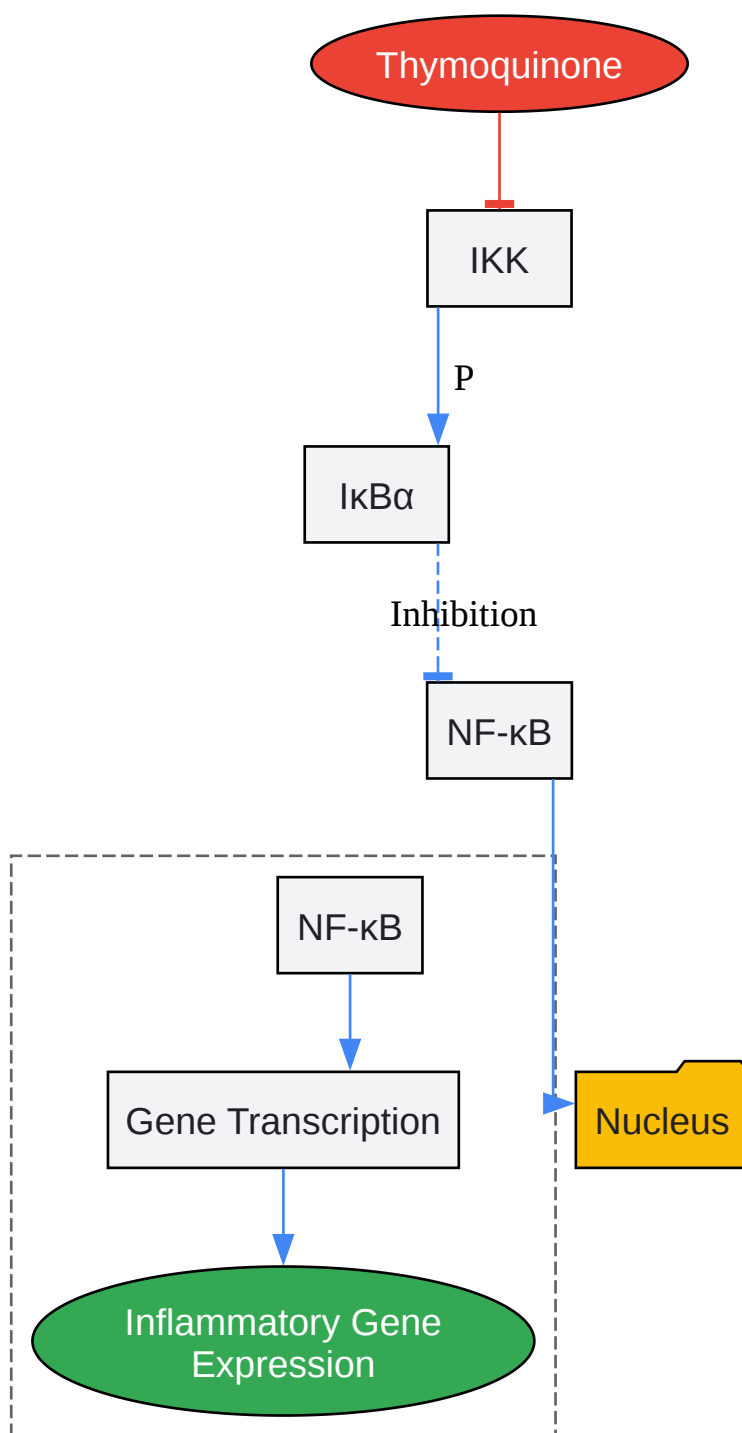 Thymoquinone
IKK
P
IκBα
Inhibition
NF-κB
NF-κB
Gene Transcription
Nucleus
Inflammatory Gene
Expression